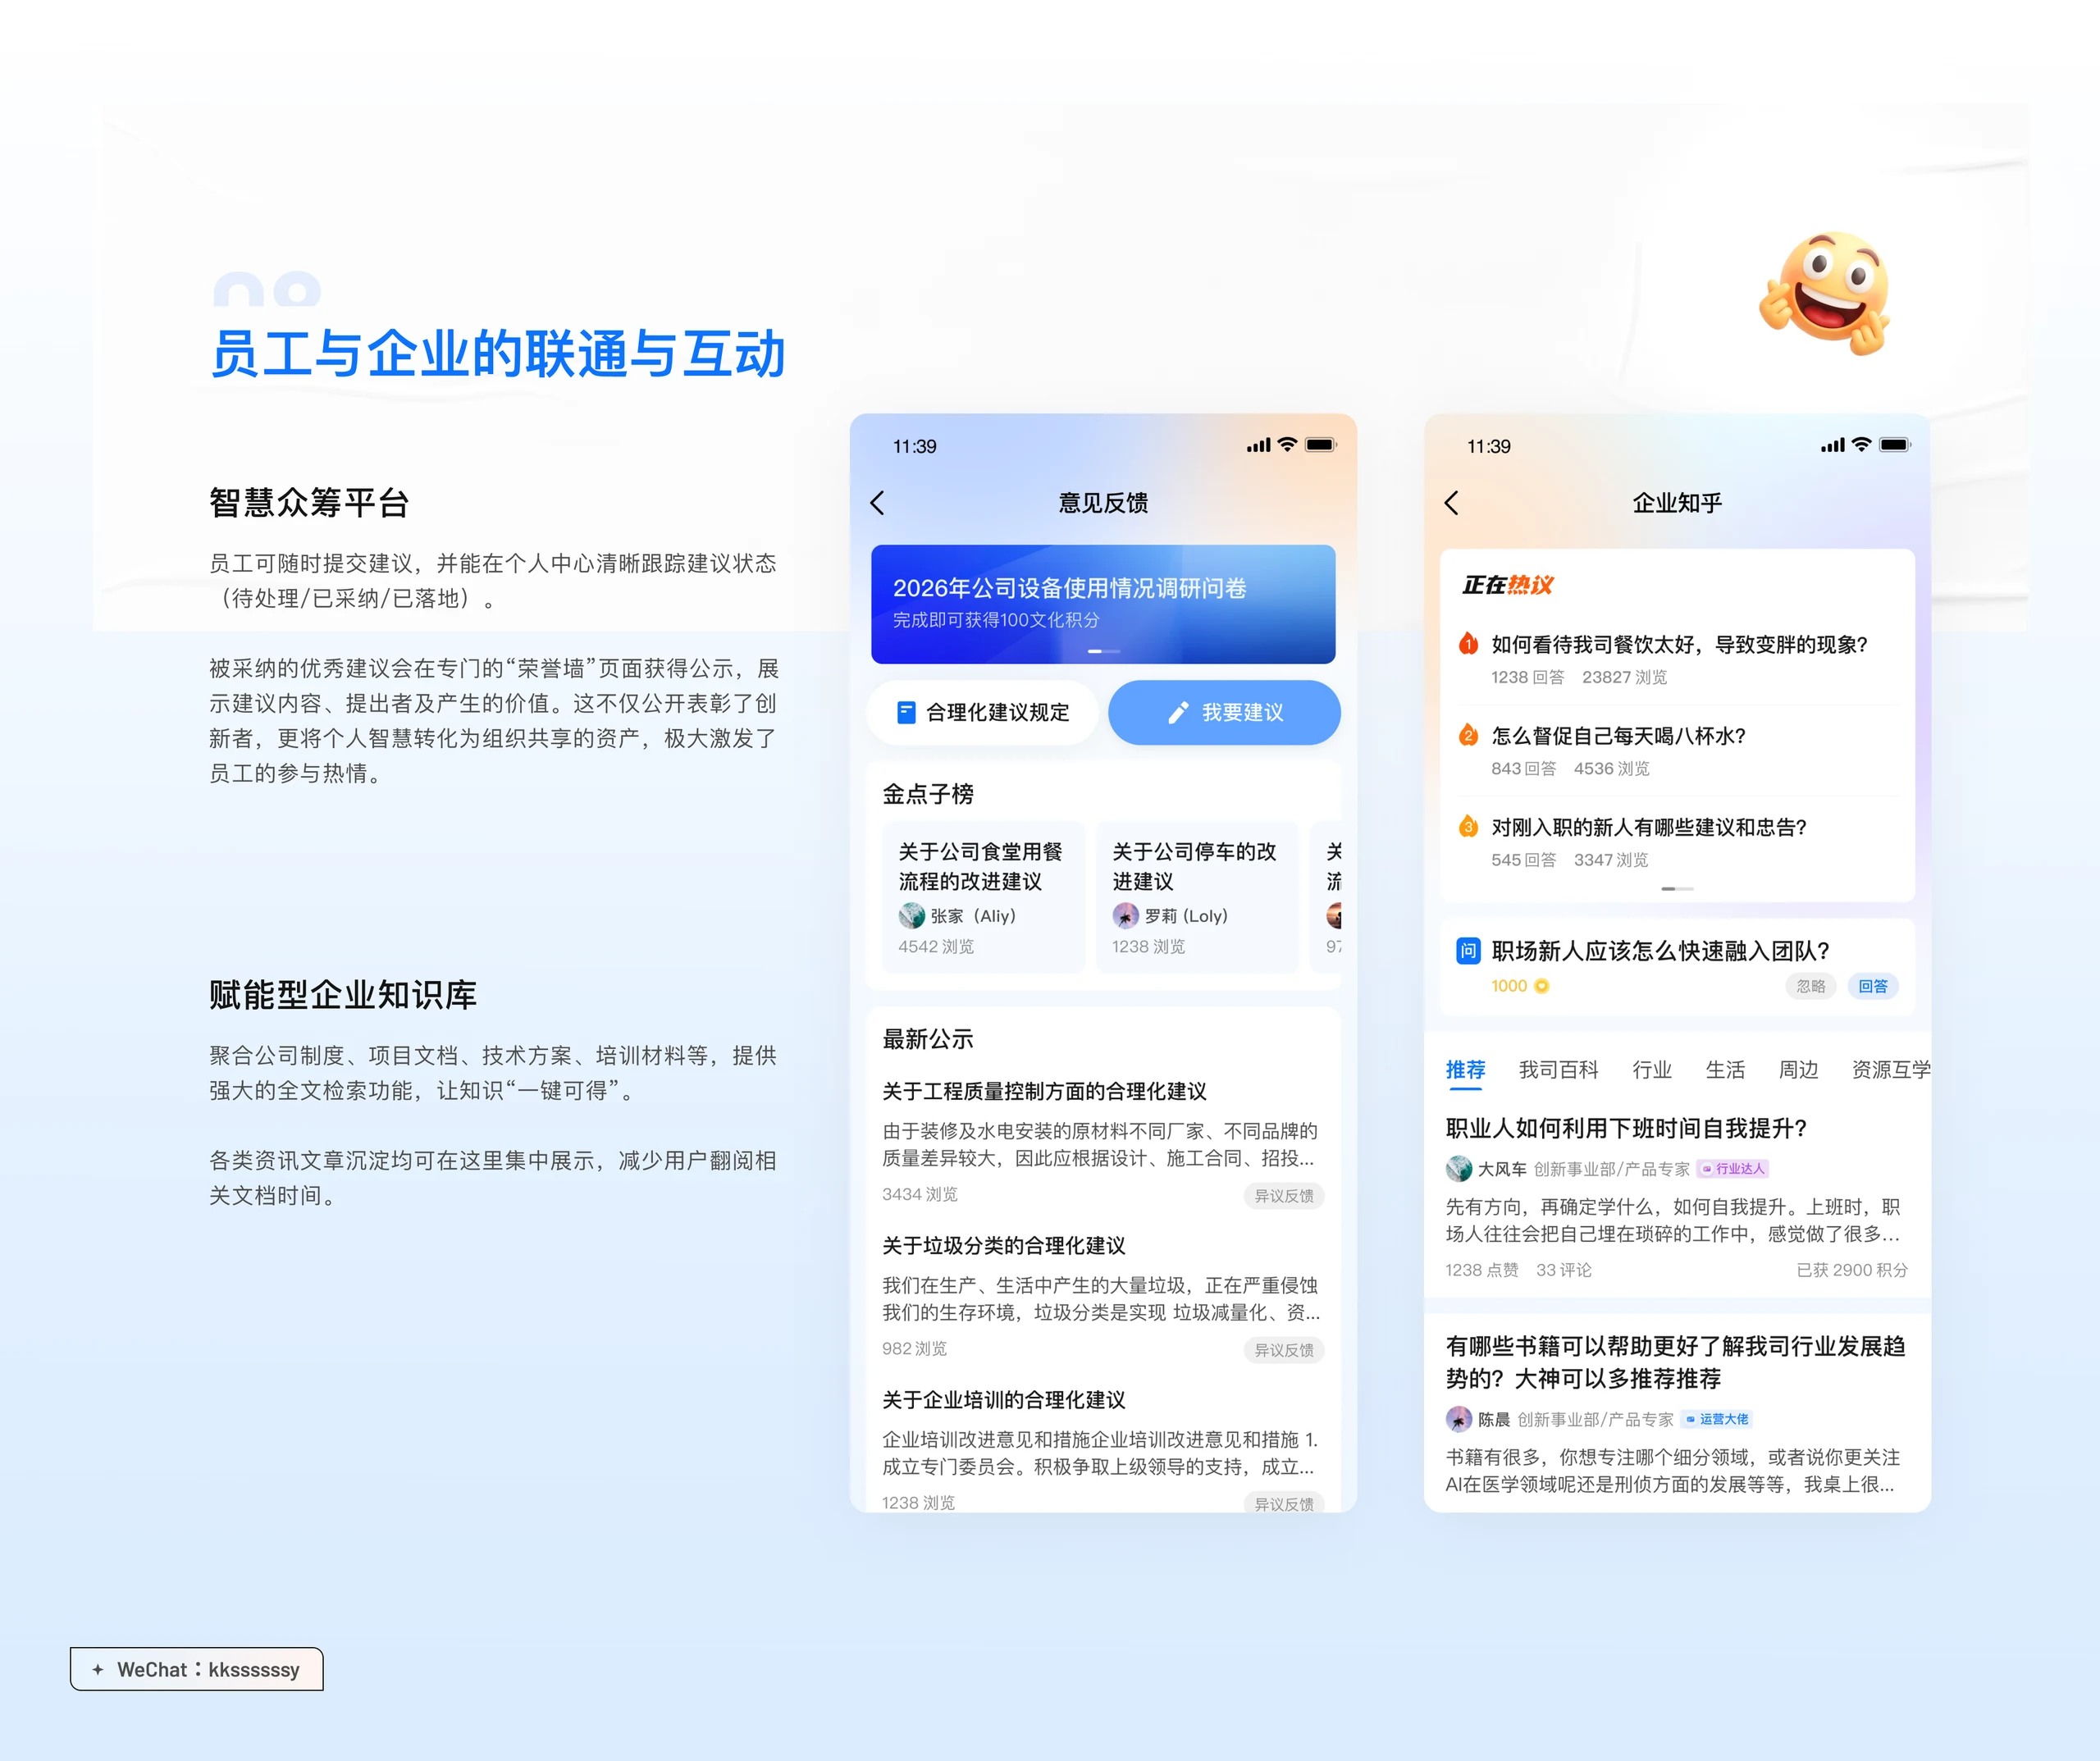 员工与企业的联通与互动
智慧众筹平台
员工可随时提交建议，并能在个人中心清晰跟踪建议状态
（待处理/已采纳/已落地）。
被采纳的优秀建议会在专门的“荣誉墙”页面获得公示，展
示建议内容、提出者及产生的价值。这不仅公开表彰了创
新者，更将个人智慧转化为组织共享的资产，极大激发了
员工的参与热情。
赋能型企业知识库
聚合公司制度、项目文档、技术方案、培训材料等，提供
强大的全文检索功能，让知识“一键可得”。
各类资讯文章沉淀均可在这里集中展示，减少用户翻阅相
关文档时间。
11:39
意见反馈
2026年公司设备使用情况调研问卷
完成即可获得100文化积分
合理化建议规定
我要建议
金点子榜
关于公司食堂用餐
流程的改进建议
张家（Aliy）
4542 浏览
关于公司停车的改
进建议
罗莉 (Loly)
1238 浏览
关
流
97
最新公示
关于工程质量控制方面的合理化建议
由于装修及水电安装的原材料不同厂家、不同品牌的
质量差异较大，因此应根据设计、施工合同、招投...
3434 浏览
异议反馈
关于垃圾分类的合理化建议
我们在生产、生活中产生的大量垃圾，正在严重侵蚀
我们的生存环境，垃圾分类是实现 垃圾减量化、资...
982 浏览
异议反馈
关于企业培训的合理化建议
企业培训改进意见和措施企业培训改进意见和措施 1.
成立专门委员会。积极争取上级领导的支持，成立...
1238 浏览
异议反馈
11:39
企业知乎
正在热议
1 如何看待我司餐饮太好，导致变胖的现象？
1238 回答 23827 浏览
2 怎么督促自己每天喝八杯水？
843 回答 4536 浏览
3 对刚入职的新人有哪些建议和忠告？
545 回答 3347 浏览
问 职场新人应该怎么快速融入团队？
1000
忽略
回答
推荐 我司百科 行业 生活 周边 资源互学
职业人如何利用下班时间自我提升？
大风车 创新事业部/产品专家 行业达人
先有方向，再确定学什么，如何自我提升。上班时，职
场人往往会把自己埋在琐碎的工作中，感觉做了很多...
1238 点赞 33 评论
已获 2900 积分
有哪些书籍可以帮助更好了解我司行业发展趋
势的？大神可以多推荐推荐
陈晨 创新事业部/产品专家 运营大佬
书籍有很多，你想专注哪个细分领域，或者说你更关注
AI在医学领域呢还是刑侦方面的发展等等，我桌上很...
WeChat：kkssssssy